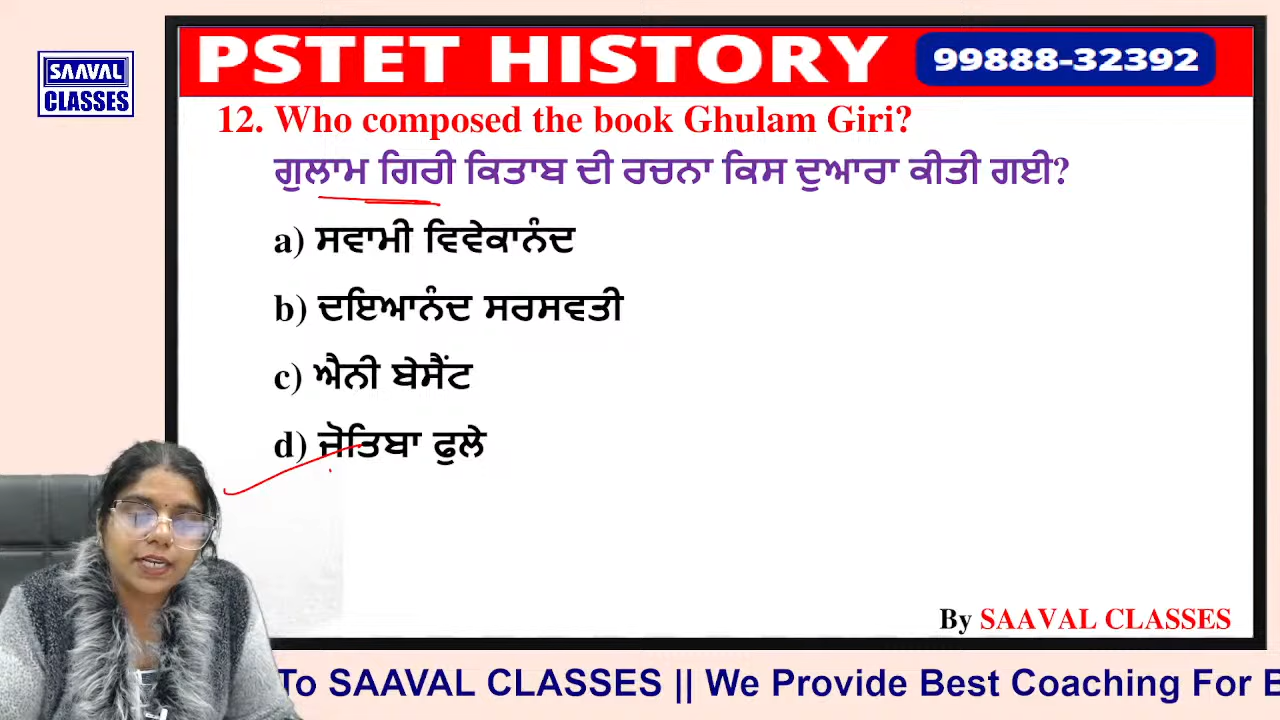 SAAVAL
CLASSES
PSTET HISTORY
99888-32392
12. Who composed the book Ghulam Giri?
ਗੁਲਾਮ ਗਿਰੀ ਕਿਤਾਬ ਦੀ ਰਚਨਾ ਕਿਸ ਦੁਆਰਾ ਕੀਤੀ ਗਈ?
a) ਸਵਾਮੀ ਵਿਵੇਕਾਨੰਦ
b) ਦਇਆਨੰਦ ਸਰਸਵਤੀ
c) ਐਨੀ ਬੇਸੈਂਟ
d) ਜੋਤਿਬਾ ਫੁਲੇ
By SAAVAL CLASSES
To SAAVAL CLASSES || We Provide Best Coaching For